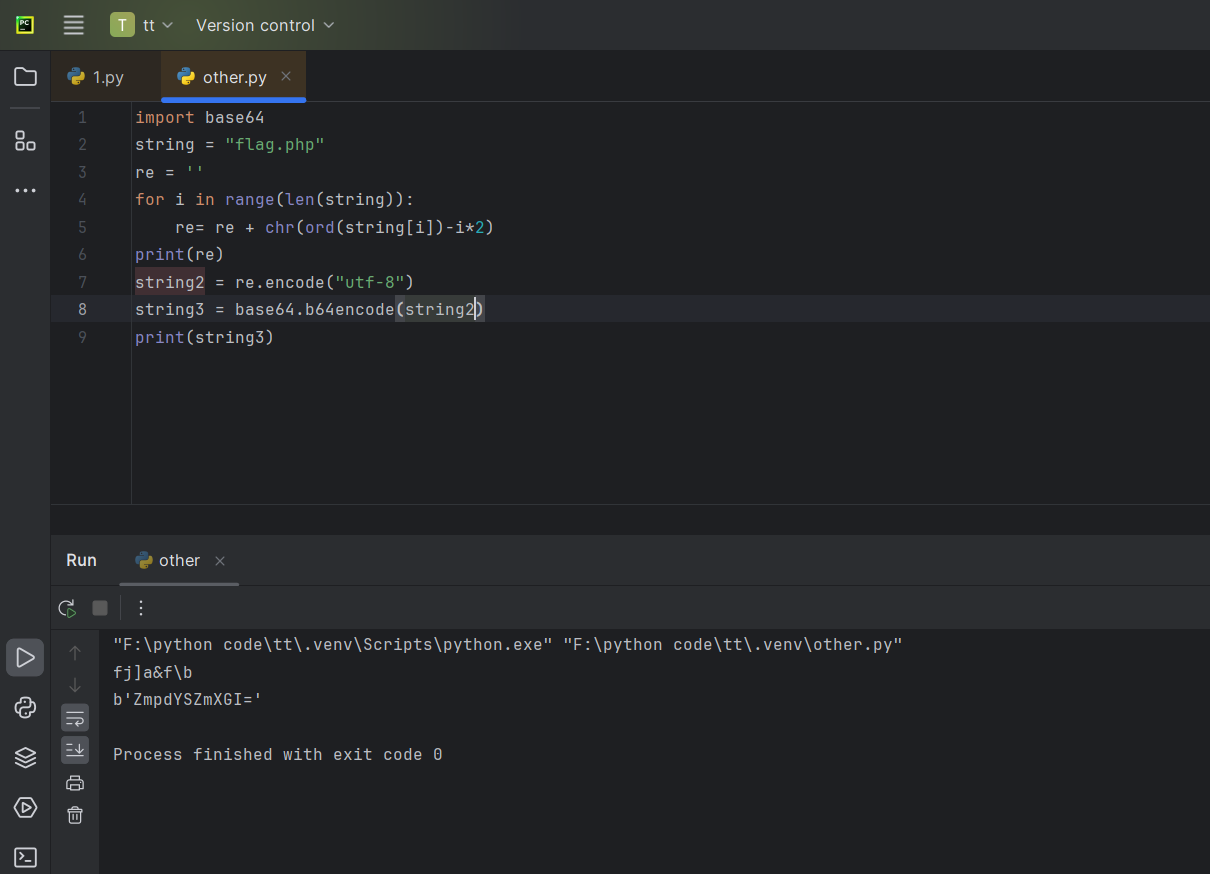 PC
T tt Version control
1.py other.py
1 import base64
2 string = "flag.php"
3 re = ''
4 for i in range(len(string)):
5 re= re + chr(ord(string[i])-i*2)
6 print(re)
7 string2 = re.encode("utf-8")
8 string3 = base64.b64encode(string2)
9 print(string3)
Run other
"F:\python code\tt\.venv\Scripts\python.exe" "F:\python code\tt\.venv\other.py"
fj]a&f\b
b'ZmpdYSZmXGI='
Process finished with exit code 0